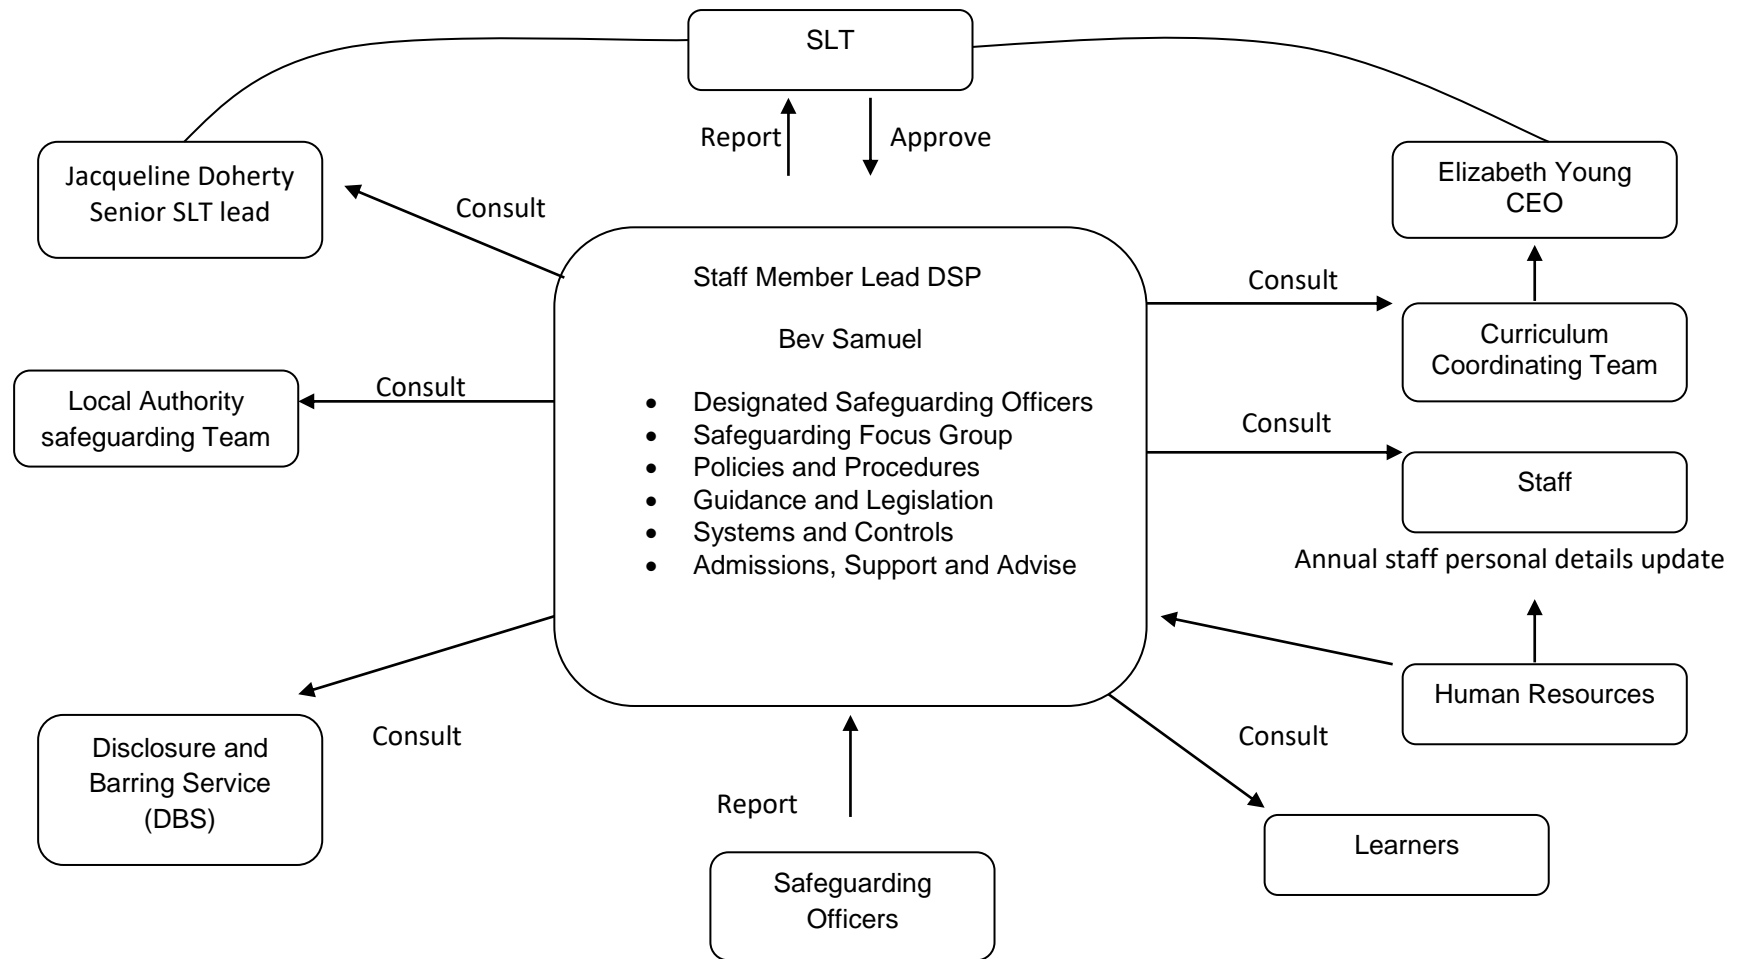 SLT
Report
Approve
Jacqueline Doherty
Senior SLT lead
Consult
Elizabeth Young
CEO
Staff Member Lead DSP
Bev Samuel
• Designated Safeguarding Officers
• Safeguarding Focus Group
• Policies and Procedures
• Guidance and Legislation
• Systems and Controls
• Admissions, Support and Advise
Consult
Curriculum
Coordinating Team
Consult
Local Authority
safeguarding Team
Consult
Staff
Annual staff personal details update
Human Resources
Consult
Disclosure and
Barring Service
(DBS)
Consult
Learners
Report
Safeguarding
Officers